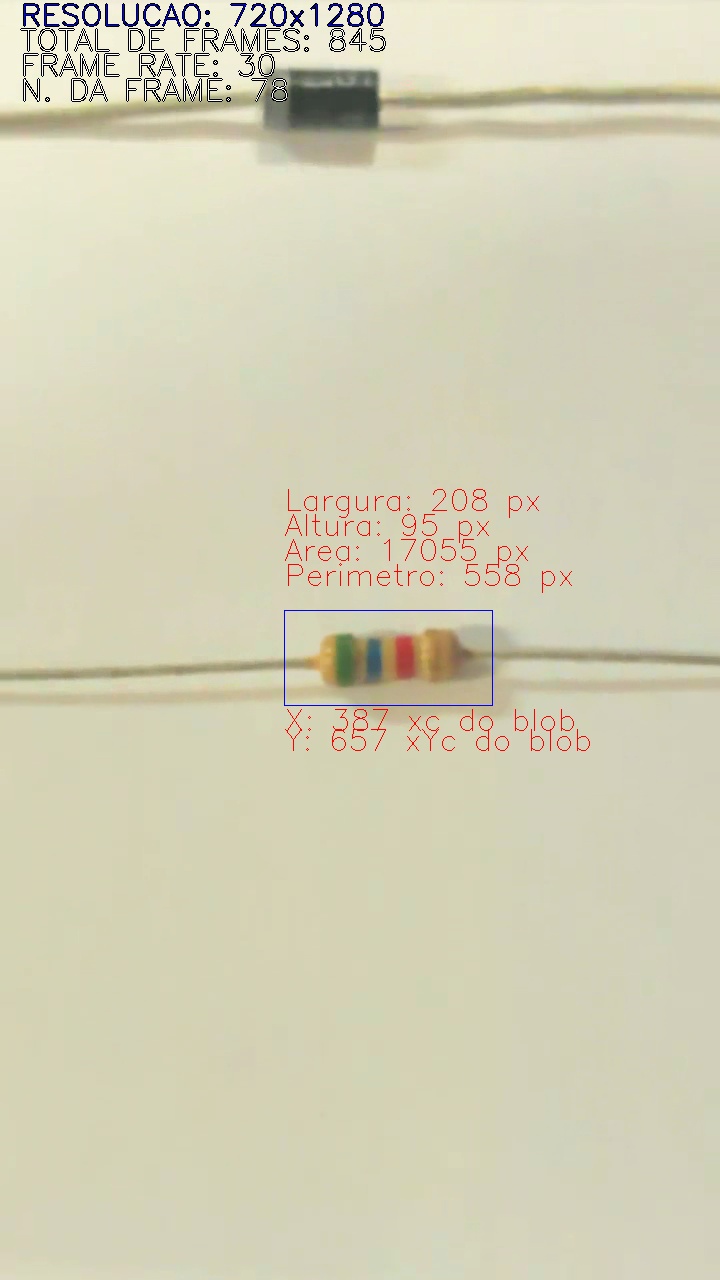 RESOLUCAO: 720x1280
TOTAL DE FRAMES: 845
FRAME RATE: 30
N. DA FRAME: 78
Largura: 208 px
Altura: 95 px
Area: 17055 px
Perimetro: 558 px
X: 387 xc do blob
Y: 657 xYc do blob